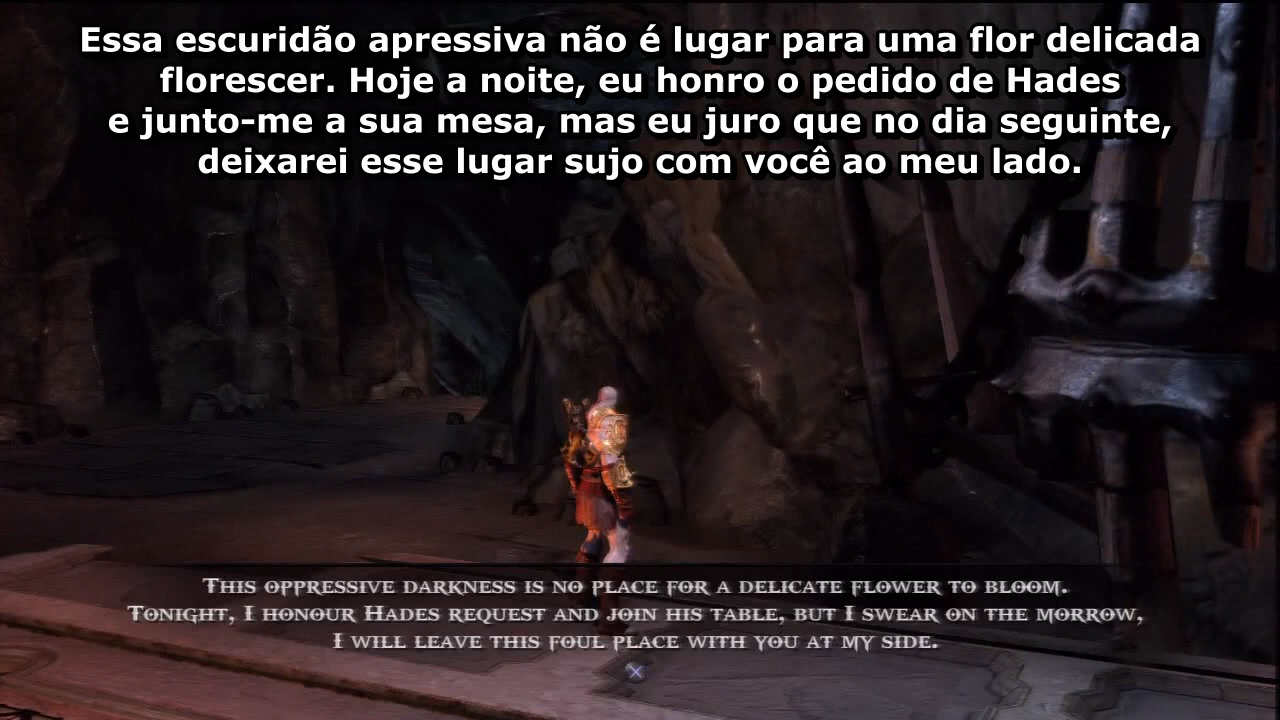 Essa escuridão apressiva não é lugar para uma flor delicada
florescer. Hoje a noite, eu honro o pedido de Hades
e junto-me a sua mesa, mas eu juro que no dia seguinte,
deixarei esse lugar sujo com você ao meu lado.
This oppressive darkness is no place for a delicate flower to bloom.
Tonight, I honour Hades request and join his table, but I swear on the morrow,
I will leave this foul place with you at my side.